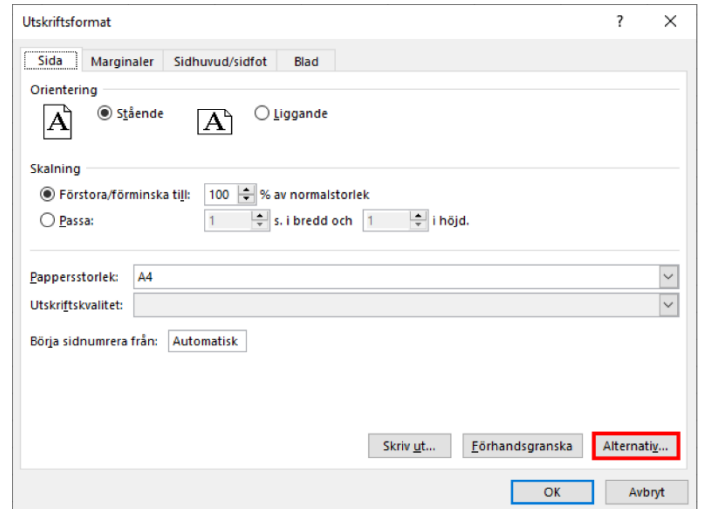 Utskriftsformat ?
Sida Marginaler Sidhuvud/sidfot Blad
Orientering
A Stående A Liggande
Skalning
Förstora/förminska till: 100 % av normalstorlek
Passa: 1 s. i bredd och 1 i höjd.
Pappersstorlek: A4
Utskriftskvalitet:
Börja sidnumrera från: Automatisk
Skriv ut... Förhandsgranska Alternativ...
OK Avbryt